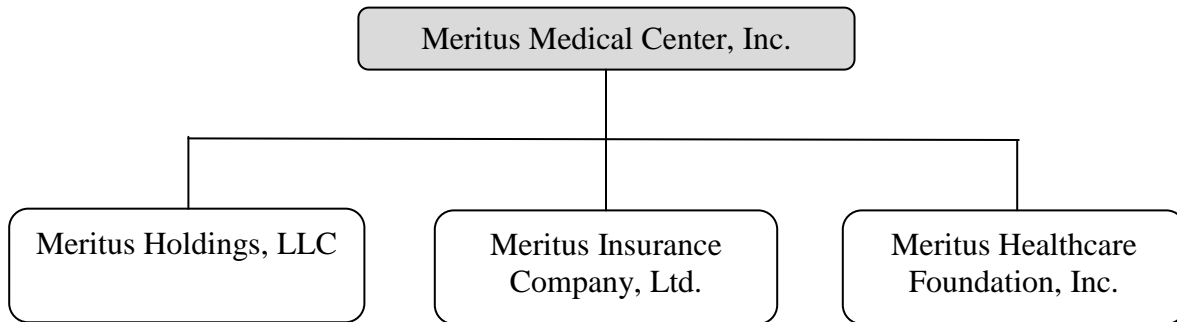 Meritus Medical Center, Inc.
Meritus Holdings, LLC
Meritus Insurance
Company, Ltd.
Meritus Healthcare
Foundation, Inc.